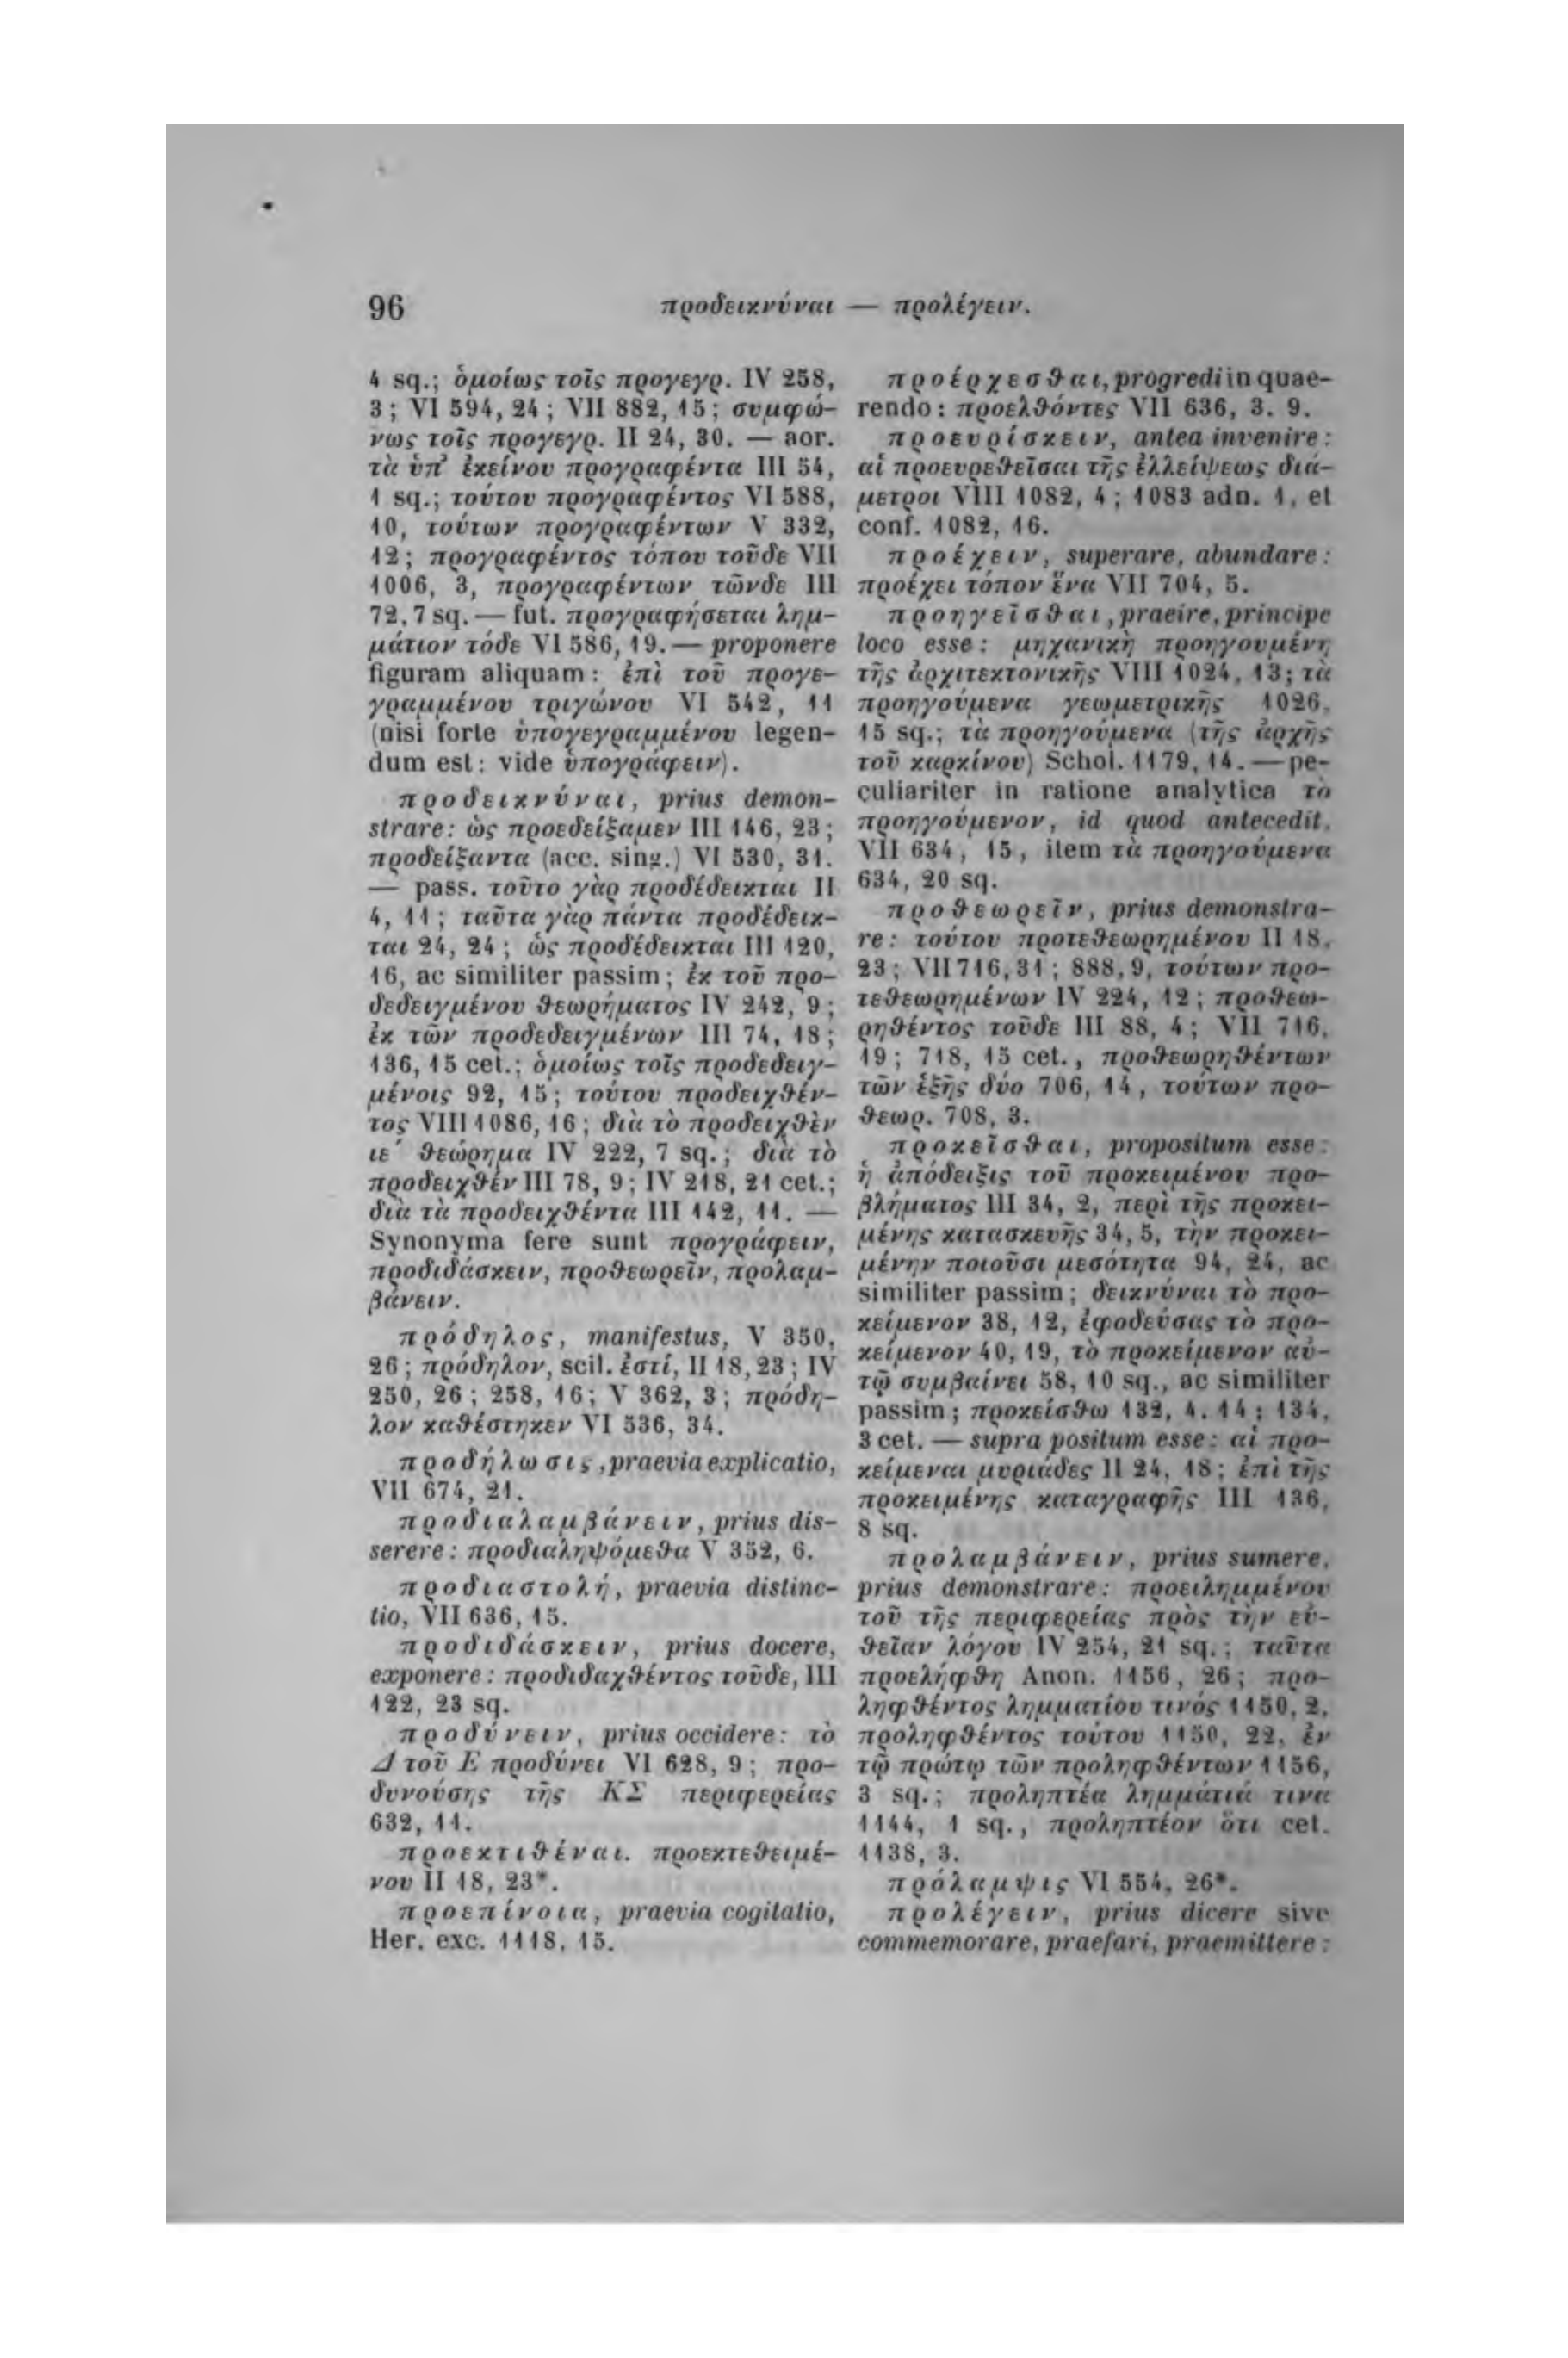 96
προδεικνύναι — προλέγειν.
4 sq.; ὁμοίως τοῖς προγεγρ. IV 258,
3; VI 594, 24; VII 882, 15; συμφώ-
νως τοῖς προγεγρ. II 24, 30. — aor.
τὰ ὑπ' ἐκείνου προγραφέντα III 54,
1 sq.; τούτου προγραφέντος VI 588,
10, τούτων προγραφέντων V 332,
12; προγραφέντος τόπου τοῦδε VII
1006, 3, προγραφέντων τῶνδε III
72, 7 sq. — fut. προγραφήσεται λημ-
μάτιον τόδε VI 586, 19. — proponere
figuram aliquam: ἐπὶ τοῦ προγε-
γραμμένου τριγώνου VI 542, 11
(nisi forte ὑπογεγραμμένου legen-
dum est: vide ὑπογράφειν).
προδεικνύναι, prius demon-
strare: ὡς προεδείξαμεν III 146, 23;
προδείξαντα (acc. sing.) VI 530, 31.
— pass. τοῦτο γὰρ προδέδεικται II
4, 11; ταῦτα γὰρ πάντα προδέδεικ-
ται 24, 24; ὡς προδέδεικται III 120,
16, ac similiter passim; ἐκ τοῦ προ-
δεδειγμένου θεωρήματος IV 242, 9;
ἐκ τῶν προδεδειγμένων III 74, 18;
136, 15 cet.; ὁμοίως τοῖς προδεδειγ-
μένοις 92, 15; τούτου προδειχθέν-
τος VIII 1086, 16; διὰ τὸ προδειχθὲν
ιε´ θεώρημα IV 222, 7 sq.; διὰ τὸ
προδειχθέν III 78, 9; IV 218, 21 cet.;
διὰ τὰ προδειχθέντα III 142, 11. —
Synonyma fere sunt προγράφειν,
προδιδάσκειν, προθεωρεῖν, προλαμ-
βάνειν.
πρόδηλος, manifestus, V 350,
26; πρόδηλον, scil. ἐστί, II 18, 23; IV
250, 26; 258, 16; V 362, 3; πρόδη-
λον καθέστηκεν VI 536, 34.
προδήλωσις, praevia explicatio,
VII 674, 21.
προδιαλαμβάνειν, prius dis-
serere: προδιαληψόμεθα V 352, 6.
προδιαστολή, praevia distinc-
tio, VII 636, 15.
προδιδάσκειν, prius docere,
exponere: προδιδαχθέντος τοῦδε, III
122, 23 sq.
προδύνειν, prius occidere: τὸ
Δ τοῦ Ε προδύνει VI 628, 9; προ-
δυνούσης τῆς ΚΣ περιφερείας
632, 11.
προεκτιθέναι. προεκτεθειμέ-
νου II 18, 23*.
προεπίνοια, praevia cogitatio,
Her. exc. 1118, 15.
προέρχεσθαι, progredi in quae-
rendo: προελθόντες VII 636, 3. 9.
προευρίσκειν, antea invenire:
αἱ προευρεθεῖσαι τῆς ἐλλείψεως διά-
μετροι VIII 1082, 4; 1083 adn. 1, et
conf. 1082, 16.
προέχειν, superare, abundare:
προέχει τόπον ἕνα VII 704, 5.
προηγεῖσθαι, praeire, principe
loco esse: μηχανικὴ προηγουμένη
τῆς ἀρχιτεκτονικῆς VIII 1024, 13; τὰ
προηγούμενα γεωμετρικῆς 1026,
15 sq.; τὰ προηγούμενα (τῆς ἀρχῆς
τοῦ καρκίνου) Schol. 1179, 14. — pe-
culiariter in ratione analytica τὸ
προηγούμενον, id quod antecedit,
VII 634, 15, item τὰ προηγούμενα
634, 20 sq.
προθεωρεῖν, prius demonstra-
re: τούτου προτεθεωρημένου II 18,
23; VII 716, 31; 888, 9, τούτων προ-
τεθεωρημένων IV 224, 12; προθεω-
ρηθέντος τοῦδε III 88, 4; VII 716,
19; 718, 15 cet., προθεωρηθέντων
τῶν ἑξῆς δύο 706, 14, τούτων προ-
θεωρ. 708, 3.
προκεῖσθαι, propositum esse:
ἡ ἀπόδειξις τοῦ προκειμένου προ-
βλήματος III 34, 2, περὶ τῆς προκει-
μένης κατασκευῆς 34, 5, τὴν προκει-
μένην ποιοῦσι μεσότητα 94, 24, ac
similiter passim; δεικνύναι τὸ προ-
κείμενον 38, 12, ἐφοδεύσας τὸ προ-
κείμενον 40, 19, τὸ προκείμενον αὐ-
τῷ συμβαίνει 58, 10 sq., ac similiter
passim; προκείσθω 132, 4. 14; 134,
3 cet. — supra positum esse: αἱ προ-
κείμεναι μυριάδες II 24, 18; ἐπὶ τῆς
προκειμένης καταγραφῆς III 136,
8 sq.
προλαμβάνειν, prius sumere,
prius demonstrare: προειλημμένου
τοῦ τῆς περιφερείας πρὸς τὴν εὐ-
θεῖαν λόγου IV 254, 21 sq.; ταῦτα
προελήφθη Anon. 1156, 26; προ-
ληφθέντος λημματίου τινός 1150, 2,
προληφθέντος τούτου 1150, 22, ἐν
τῷ πρώτῳ τῶν προληφθέντων 1156,
3 sq.; προληπτέα λημμάτιά τινα
1144, 1 sq., προληπτέον ὅτι cet.
1138, 3.
πρόλαμψις VI 554, 26*.
προλέγειν, prius dicere sive
commemorare, praefari, praemittere: